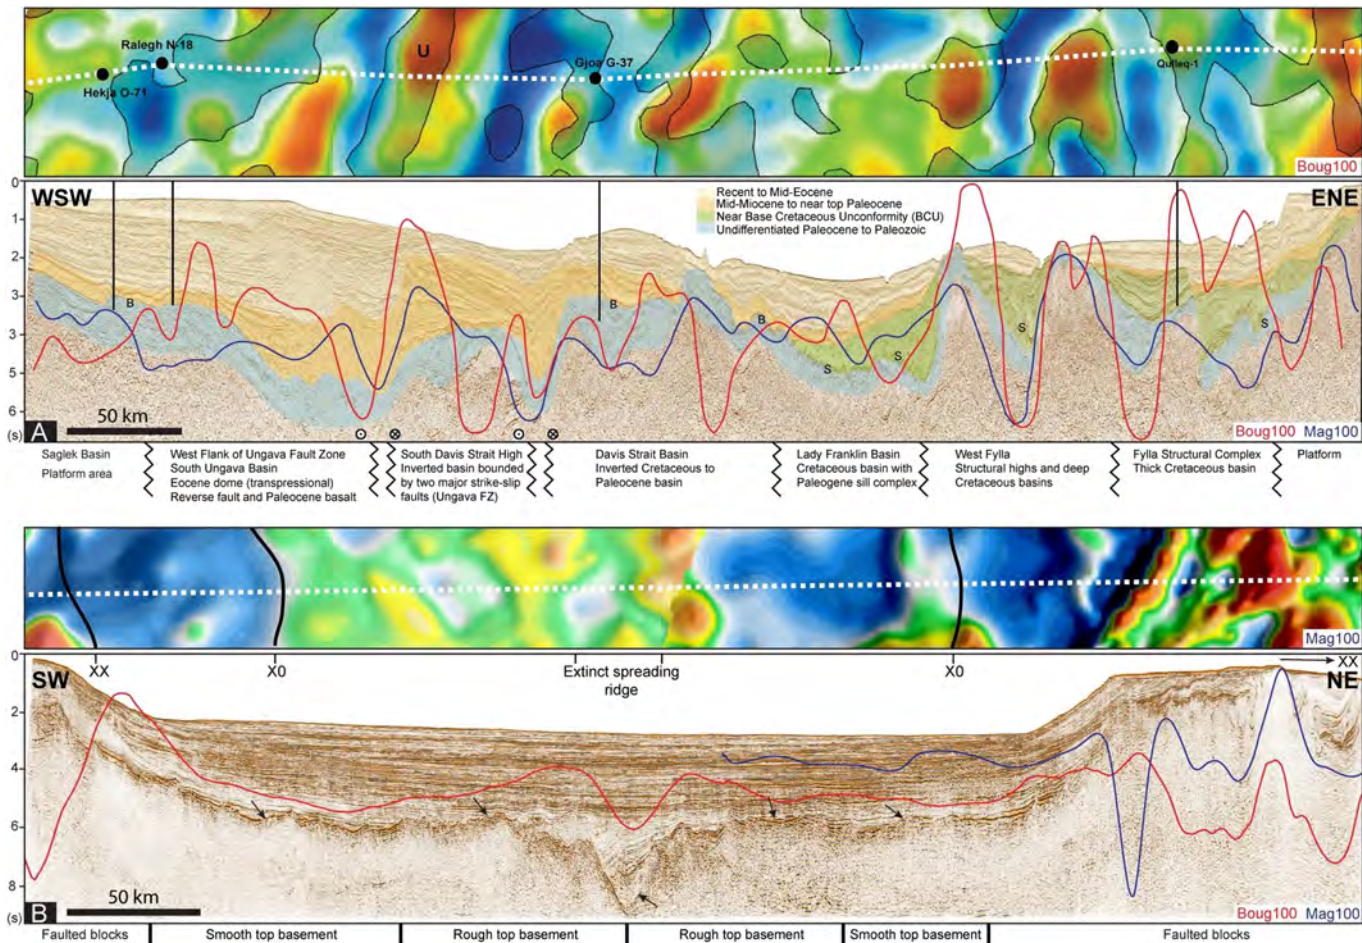 Ralegh N-18
U
Gjoa G-37
Hekja O-71
Qulleq-1
Boug100
WSW
ENE
Recent to Mid-Eocene
Mid-Miocene to near top Paleocene
Near Base Cretaceous Unconformity (BCU)
Undifferentiated Paleocene to Paleozoic
0
1
2
3
3
5
6
(s)
B
B
B
S
S
S
S
50 km
A
Boug100 Mag100
Saglek Basin
Platform area
West Flank of Ungava Fault Zone
South Ungava Basin
Eocene dome (transpressional)
Reverse fault and Paleocene basalt
South Davis Strait High
Inverted basin bounded
by two major strike-slip
faults (Ungava FZ)
Davis Strait Basin
Inverted Cretaceous to
Paleocene basin
Lady Franklin Basin
Cretaceous basin with
Paleogene sill complex
West Fylla
Structural highs and deep
Cretaceous basins
Fylla Structural Complex
Thick Cretaceous basin
Platform
Mag100
XX
X0
Extinct spreading
ridge
X0
XX
SW
NE
0
2
4
6
8
(s)
50 km
B
Boug100 Mag100
Faulted blocks
Smooth top basement
Rough top basement
Rough top basement
Smooth top basement
Faulted blocks